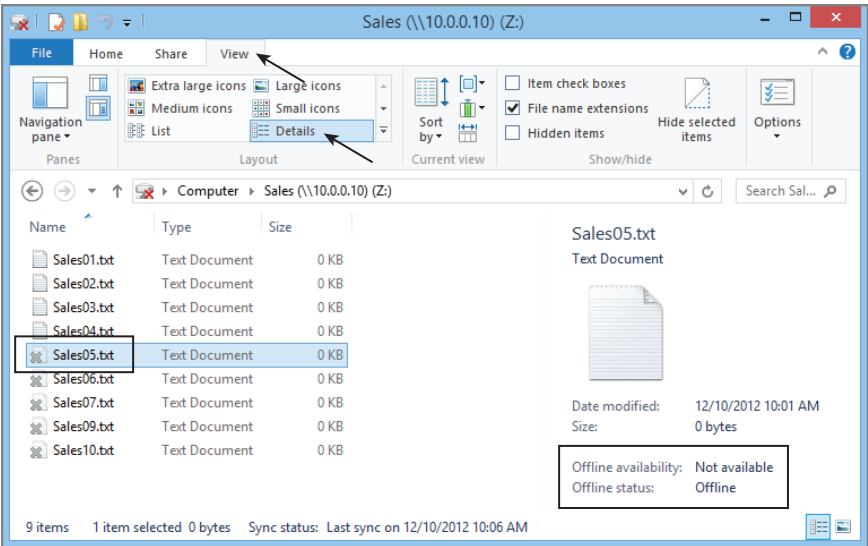 Sales (\\10.0.0.10) (Z:)
File Home Share View
Navigation pane
Extra large icons Large icons
Medium icons Small icons
List Details
Sort by
Item check boxes
File name extensions
Hidden items
Hide selected items
Options
Panes Layout Current view Show/hide
Computer Sales (\\10.0.0.10) (Z:) Search Sal...
Name Type Size
Sales01.txt Text Document 0 KB
Sales02.txt Text Document 0 KB
Sales03.txt Text Document 0 KB
Sales04.txt Text Document 0 KB
Sales05.txt Text Document 0 KB
Sales06.txt Text Document 0 KB
Sales07.txt Text Document 0 KB
Sales09.txt Text Document 0 KB
Sales10.txt Text Document 0 KB
Sales05.txt
Text Document
Date modified: 12/10/2012 10:01 AM
Size: 0 bytes
Offline availability: Not available
Offline status: Offline
9 items 1 item selected 0 bytes Sync status: Last sync on 12/10/2012 10:06 AM